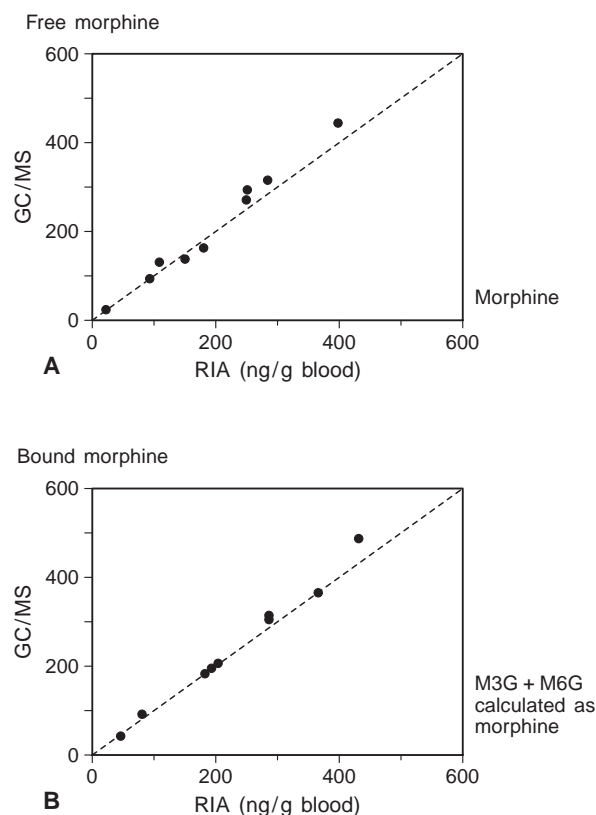 Free morphine
600
400
GC/MS
200
Morphine
0
0 200 400 600
A
RIA (ng/g blood)
Bound morphine
600
400
GC/MS
200
M3G + M6G
calculated as
morphine
0
0 200 400 600
B
RIA (ng/g blood)